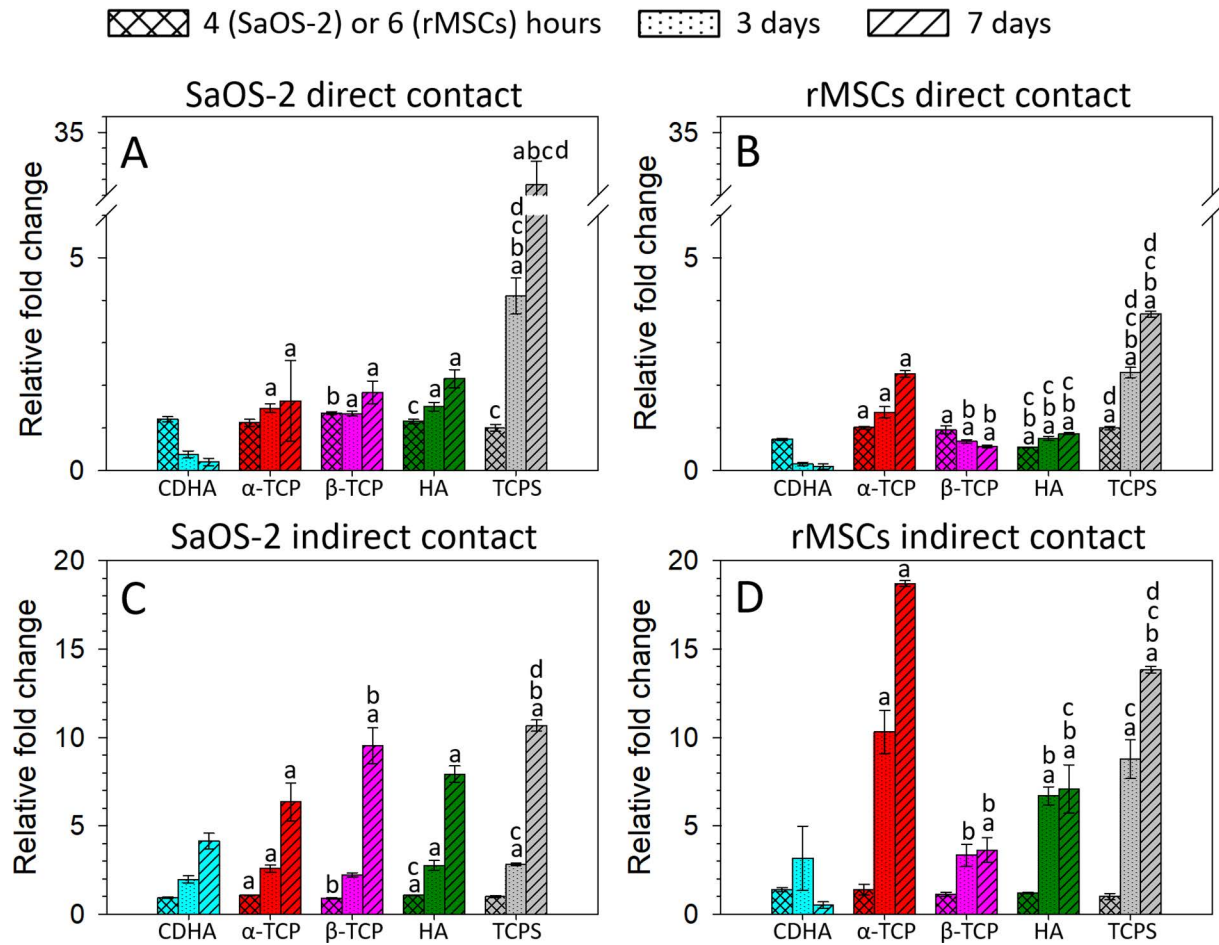 4 (SaOS-2) or 6 (rMSCs) hours 3 days 7 days
SaOS-2 direct contact
A
Relative fold change
35
5
0
a
a
b
a
a
c
a
a
c
d
c
b
a
abcd
CDHA α-TCP β-TCP HA TCPS
rMSCs direct contact
B
Relative fold change
35
5
0
a
a
a
b
a
b
a
c
b
a
c
b
a
c
b
a
d
a
d
c
b
a
d
c
b
a
CDHA α-TCP β-TCP HA TCPS
SaOS-2 indirect contact
C
Relative fold change
20
15
10
5
0
a
a
b
b
a
c
a
a
c
a
d
b
a
CDHA α-TCP β-TCP HA TCPS
rMSCs indirect contact
D
Relative fold change
20
15
10
5
0
a
a
b
b
a
b
a
c
b
a
c
a
d
c
b
a
CDHA α-TCP β-TCP HA TCPS